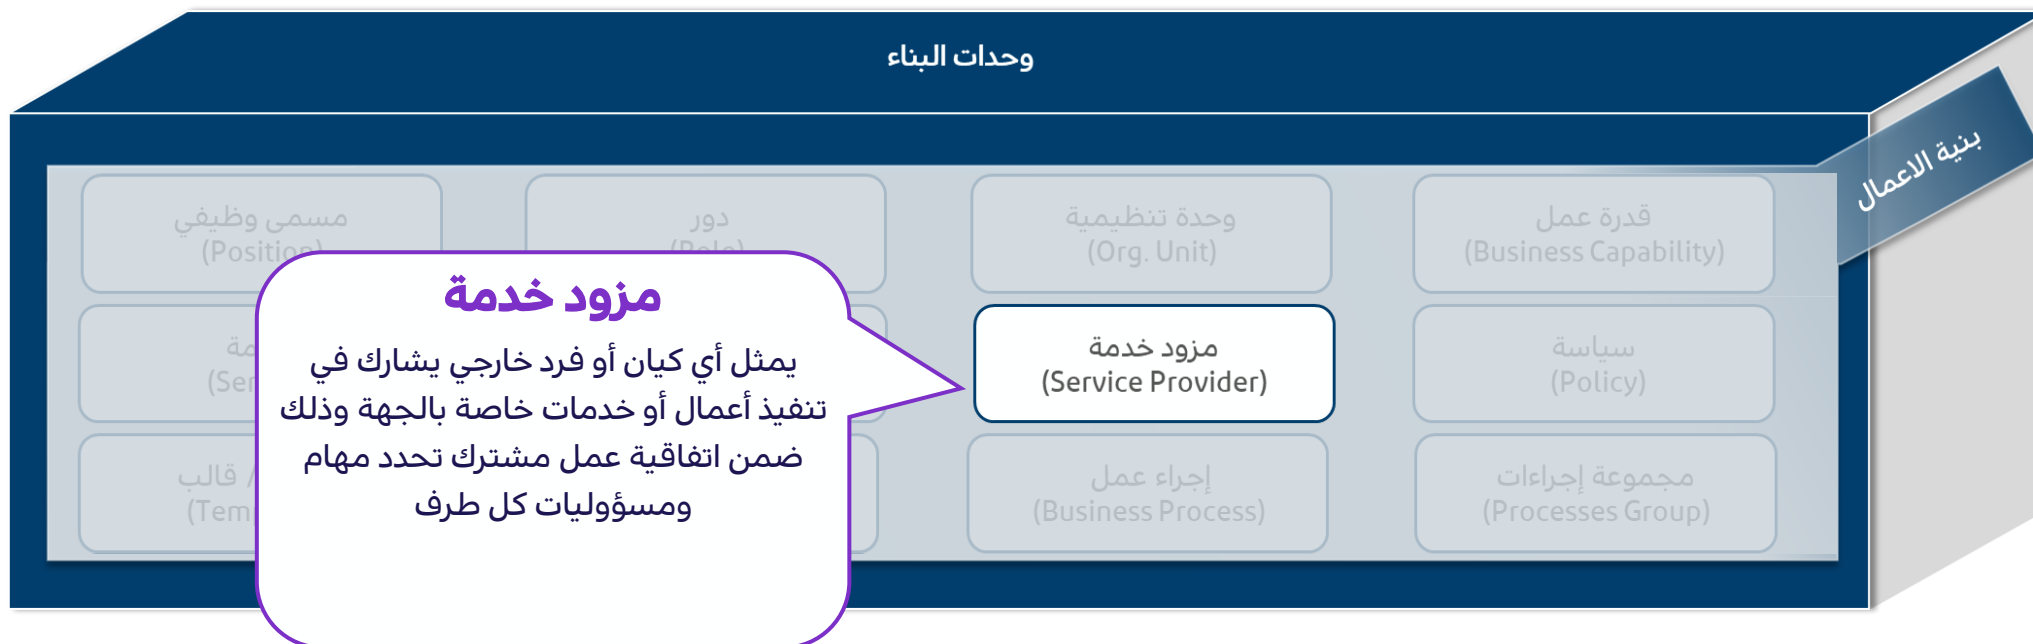 وحدات البناء
بنية الاعمال
قدرة عمل
(Business Capability)
وحدة تنظيمية
(Org. Unit)
دور
(Role)
مسمى وظيفي
(Position)
سياسة
(Policy)
مزود خدمة
(Service Provider)
مجموعة إجراءات
(Processes Group)
إجراء عمل
(Business Process)
/ قالب
مزود خدمة
يمثل أي كيان أو فرد خارجي يشارك في
تنفيذ أعمال أو خدمات خاصة بالجهة وذلك
ضمن اتفاقية عمل مشترك تحدد مهام
ومسؤوليات كل طرف